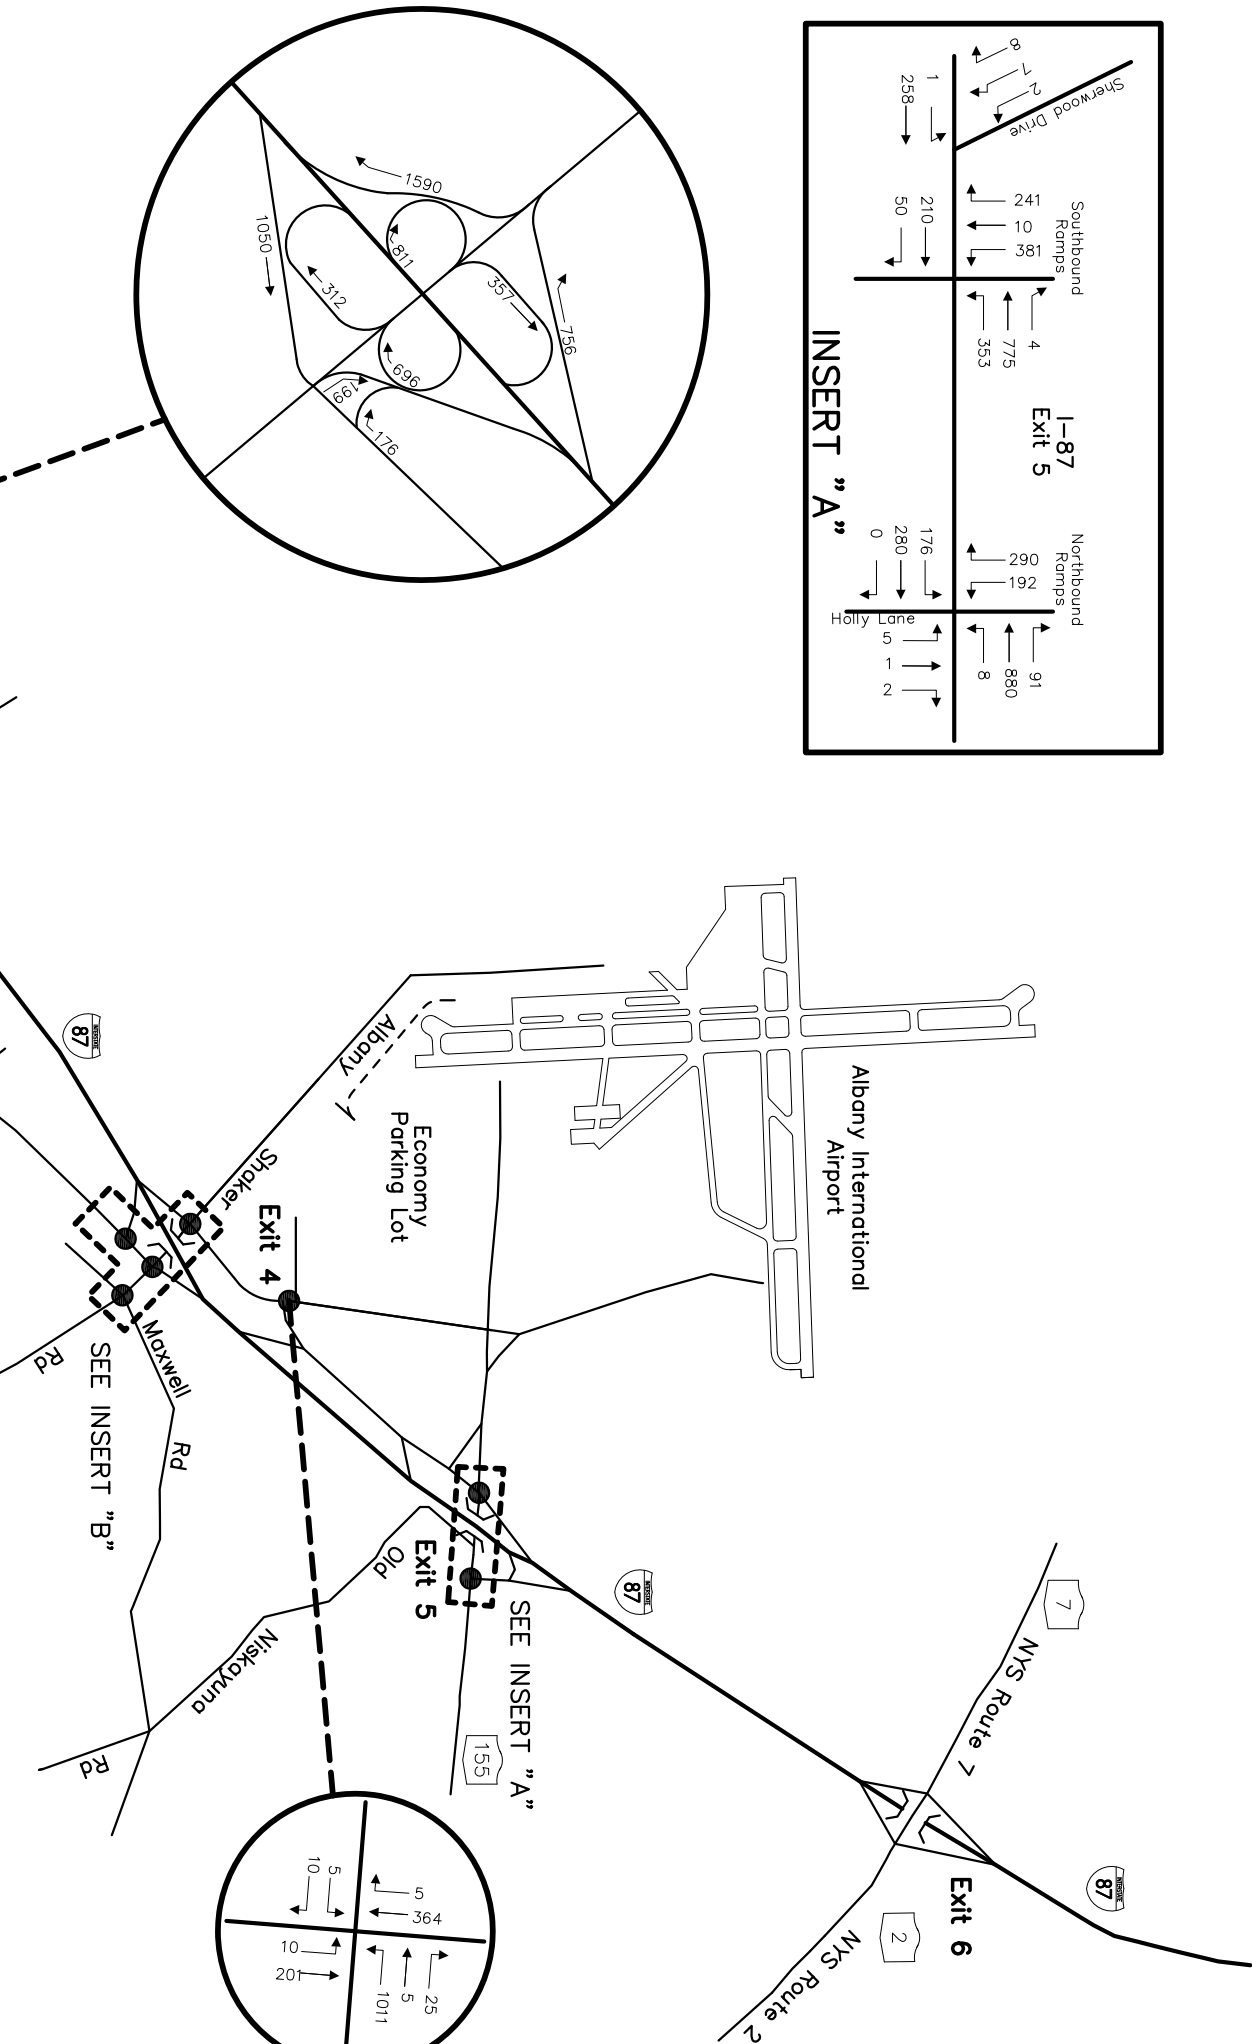 Sherwood Drive
8
7
2
1
258
Southbound
Ramps
241
10
381
210
50
4
775
353
I-87
Exit 5
INSERT "A"
Northbound
Ramps
290
192
176
280
0
Holly Lane
5
1
2
91
880
8
1590
811
1050
312
357
756
696
199
176
Albany International
Airport
Economy
Parking Lot
Albany
Shaker
Rd
INTERSTATE
87
Exit 4
Maxwell
Rd
SEE INSERT "B"
Exit 5
SEE INSERT "A"
Old
Niskayuna
Rd
155
INTERSTATE
87
7
NYS Route 7
Exit 6
INTERSTATE
87
2
NYS Route 2
5
10
5
364
10
201
1011
5
25